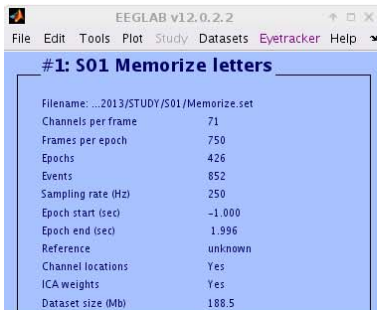 EEGLAB v12.0.2.2
File Edit Tools Plot Study Datasets Eyetracker Help
#1: S01 Memorize letters
Filename: ...2013/STUDY/S01/Memorize.set
Channels per frame 71
Frames per epoch 750
Epochs 426
Events 852
Sampling rate (Hz) 250
Epoch start (sec) -1.000
Epoch end (sec) 1.996
Reference unknown
Channel locations Yes
ICA weights Yes
Dataset size (Mb) 188.5